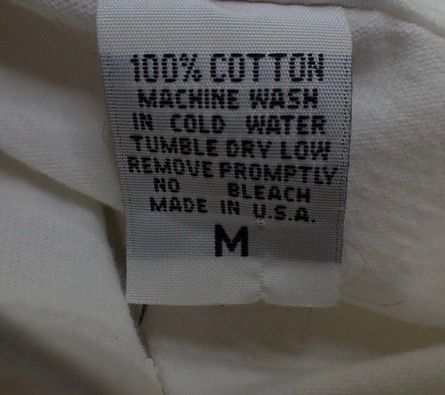 100% COTTON
MACHINE WASH
IN COLD WATER
TUMBLE DRY LOW
REMOVE PROMPTLY
NO BLEACH
MADE IN U.S.A.
M